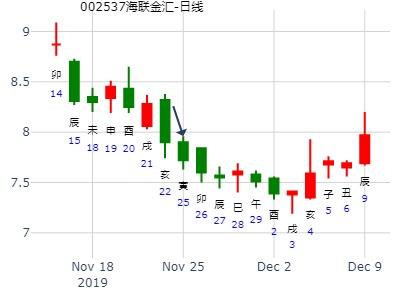 002537海联金汇-日线
9
8.5
8
7.5
7
卯
14
辰
15
未
18
申
19
酉
20
戌
21
亥
22
寅
25
卯
26
辰
27
巳
28
午
29
酉
2
戌
3
亥
4
子
5
丑
6
辰
9
Nov 18
2019
Nov 25
Dec 2
Dec 9